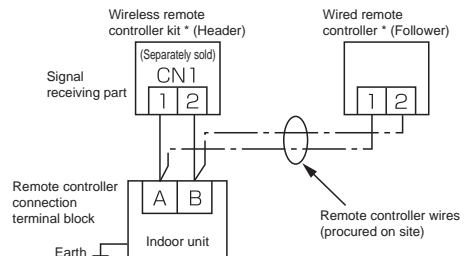 Wireless remote
controller kit * (Header)
Wired remote
controller * (Follower)
(Separately sold)
CN1
Signal
receiving part
1 2
1 2
Remote controller
connection
terminal block
A B
Remote controller wires
(procured on site)
Indoor unit
Earth